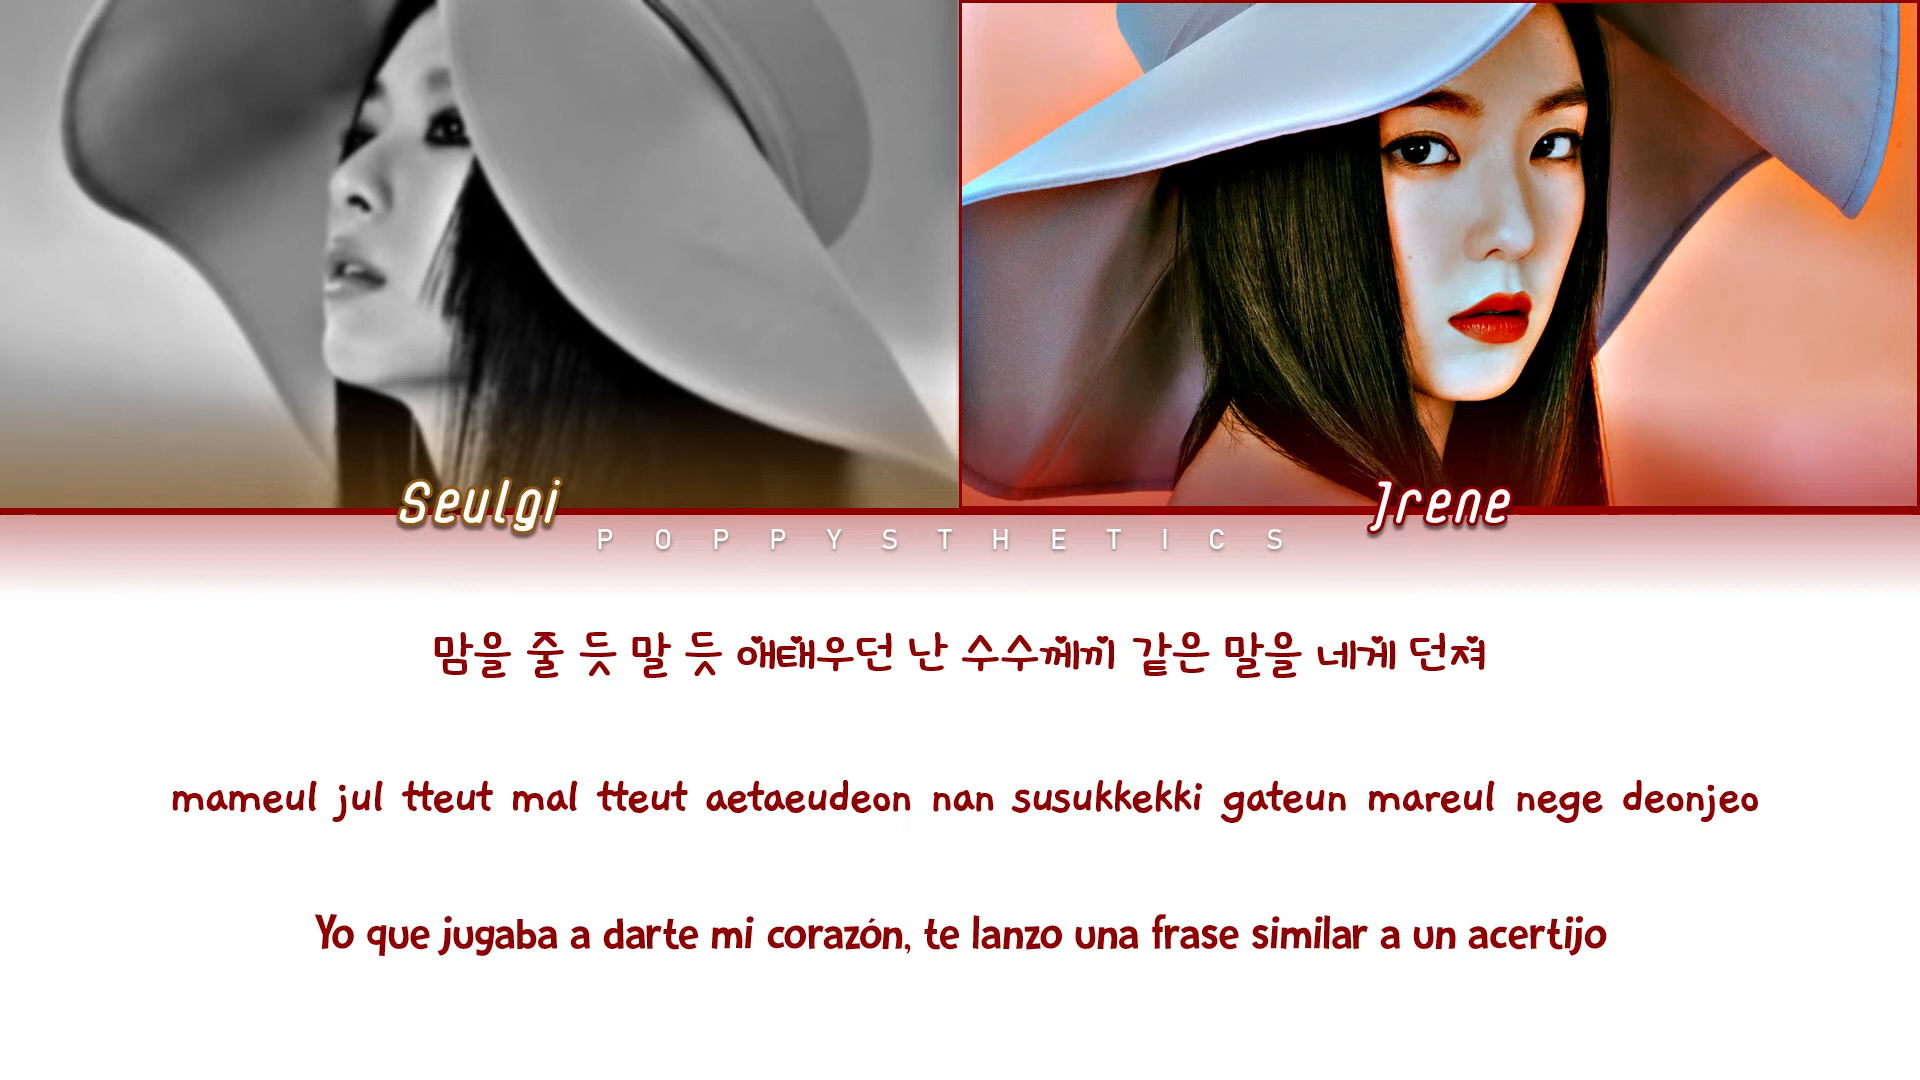 Seulgi
Irene
POPPYSTHETICS
맘을 줄 듯 말 듯 애태우던 난 수수께끼 같은 말을 네게 던져
mameul jul tteut mal tteut aetaeudeon nan susukkekki gateun mareul nege deonjeo
Yo que jugaba a darte mi corazón, te lanzo una frase similar a un acertijo